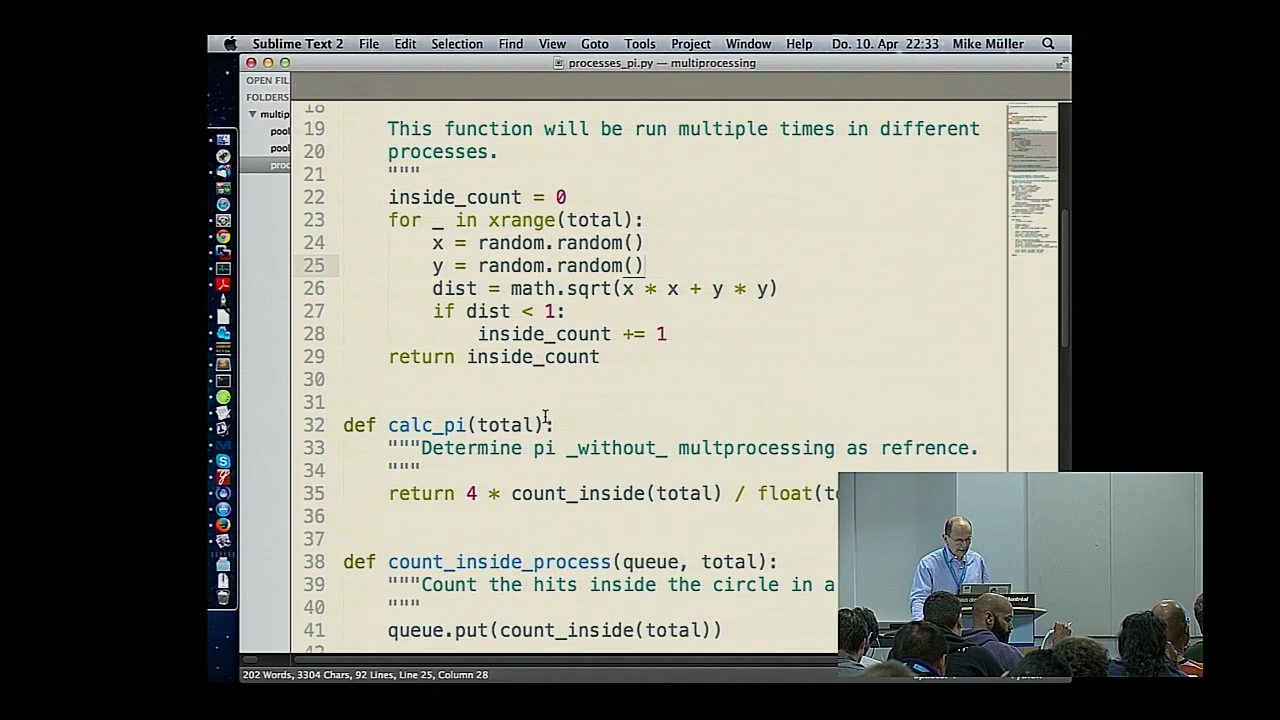 Sublime Text 2 File Edit Selection Find View Goto Tools Project Window Help Do. 10. Apr 22:33 Mike Müller
processes_pi.py — multiprocessing
OPEN FIL
FOLDERS
multip
pool
pool
proc
18
19 This function will be run multiple times in different
20 processes.
21 """
22 inside_count = 0
23 for _ in xrange(total):
24 x = random.random()
25 y = random.random()
26 dist = math.sqrt(x * x + y * y)
27 if dist < 1:
28 inside_count += 1
29 return inside_count
30
31
32 def calc_pi(total):
33 """Determine pi _without_ multprocessing as refrence.
34 """
35 return 4 * count_inside(total) / float(to
36
37
38 def count_inside_process(queue, total):
39 """Count the hits inside the circle in a
40 """
41 queue.put(count_inside(total))
202 Words, 3304 Chars, 92 Lines, Line 25, Column 28